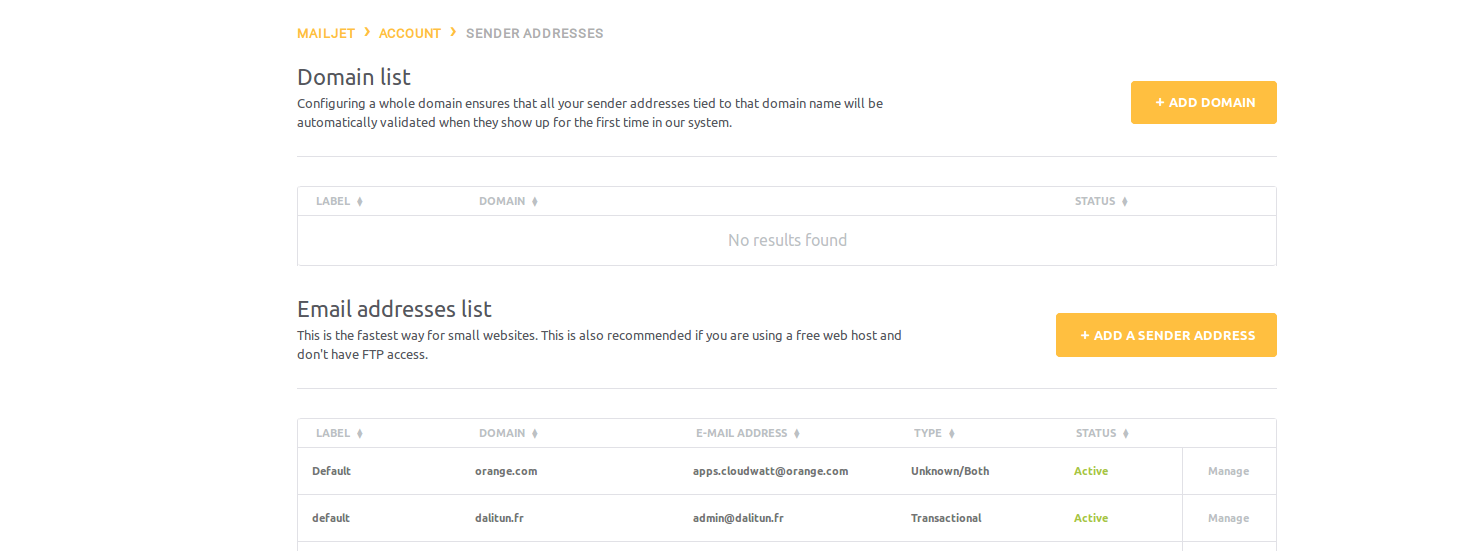 MAILJET > ACCOUNT > SENDER ADDRESSES
Domain list
Configuring a whole domain ensures that all your sender addresses tied to that domain name will be
automatically validated when they show up for the first time in our system.
+ ADD DOMAIN
LABEL DOMAIN STATUS
No results found
Email addresses list
This is the fastest way for small websites. This is also recommended if you are using a free web host and
don't have FTP access.
+ ADD A SENDER ADDRESS
LABEL DOMAIN E-MAIL ADDRESS TYPE STATUS
Default orange.com apps.cloudwatt@orange.com Unknown/Both Active Manage
default dalitun.fr admin@dalitun.fr Transactional Active Manage